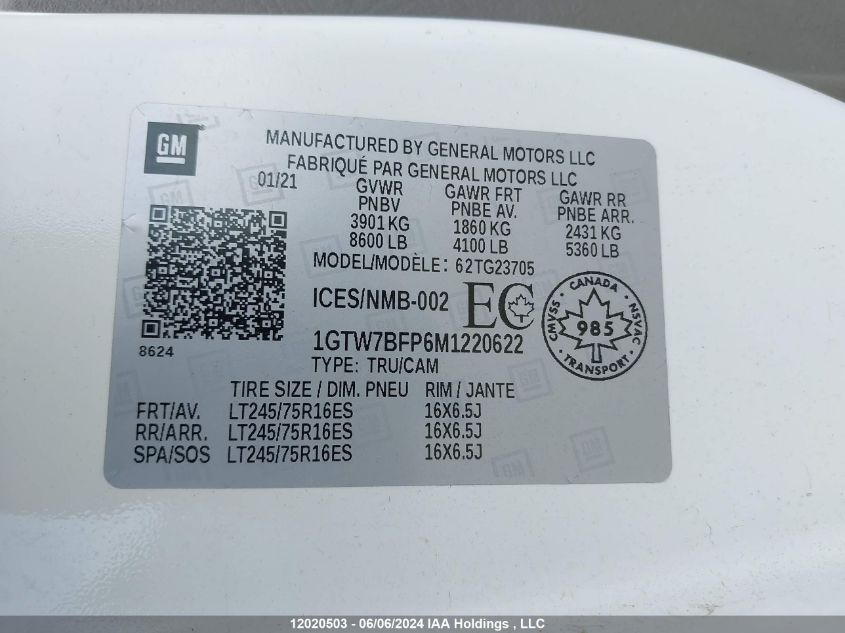 GM
MANUFACTURED BY GENERAL MOTORS LLC
FABRIQUÉ PAR GENERAL MOTORS LLC
01/21 GVWR GAWR FRT GAWR RR
PNBV PNBE AV. PNBE ARR.
3901 KG 1860 KG 2431 KG
8600 LB 4100 LB 5360 LB
MODEL/MODÈLE: 62TG23705
ICES/NMB-002 EC
CANADA
CMVSS 985 NSVAC
TRANSPORT
1GTW7BFP6M1220622
8624
TYPE: TRU/CAM
TIRE SIZE / DIM. PNEU RIM / JANTE
FRT/AV. LT245/75R16ES 16X6.5J
RR/ARR. LT245/75R16ES 16X6.5J
SPA/SOS LT245/75R16ES 16X6.5J
12020503 - 06/06/2024 IAA Holdings , LLC